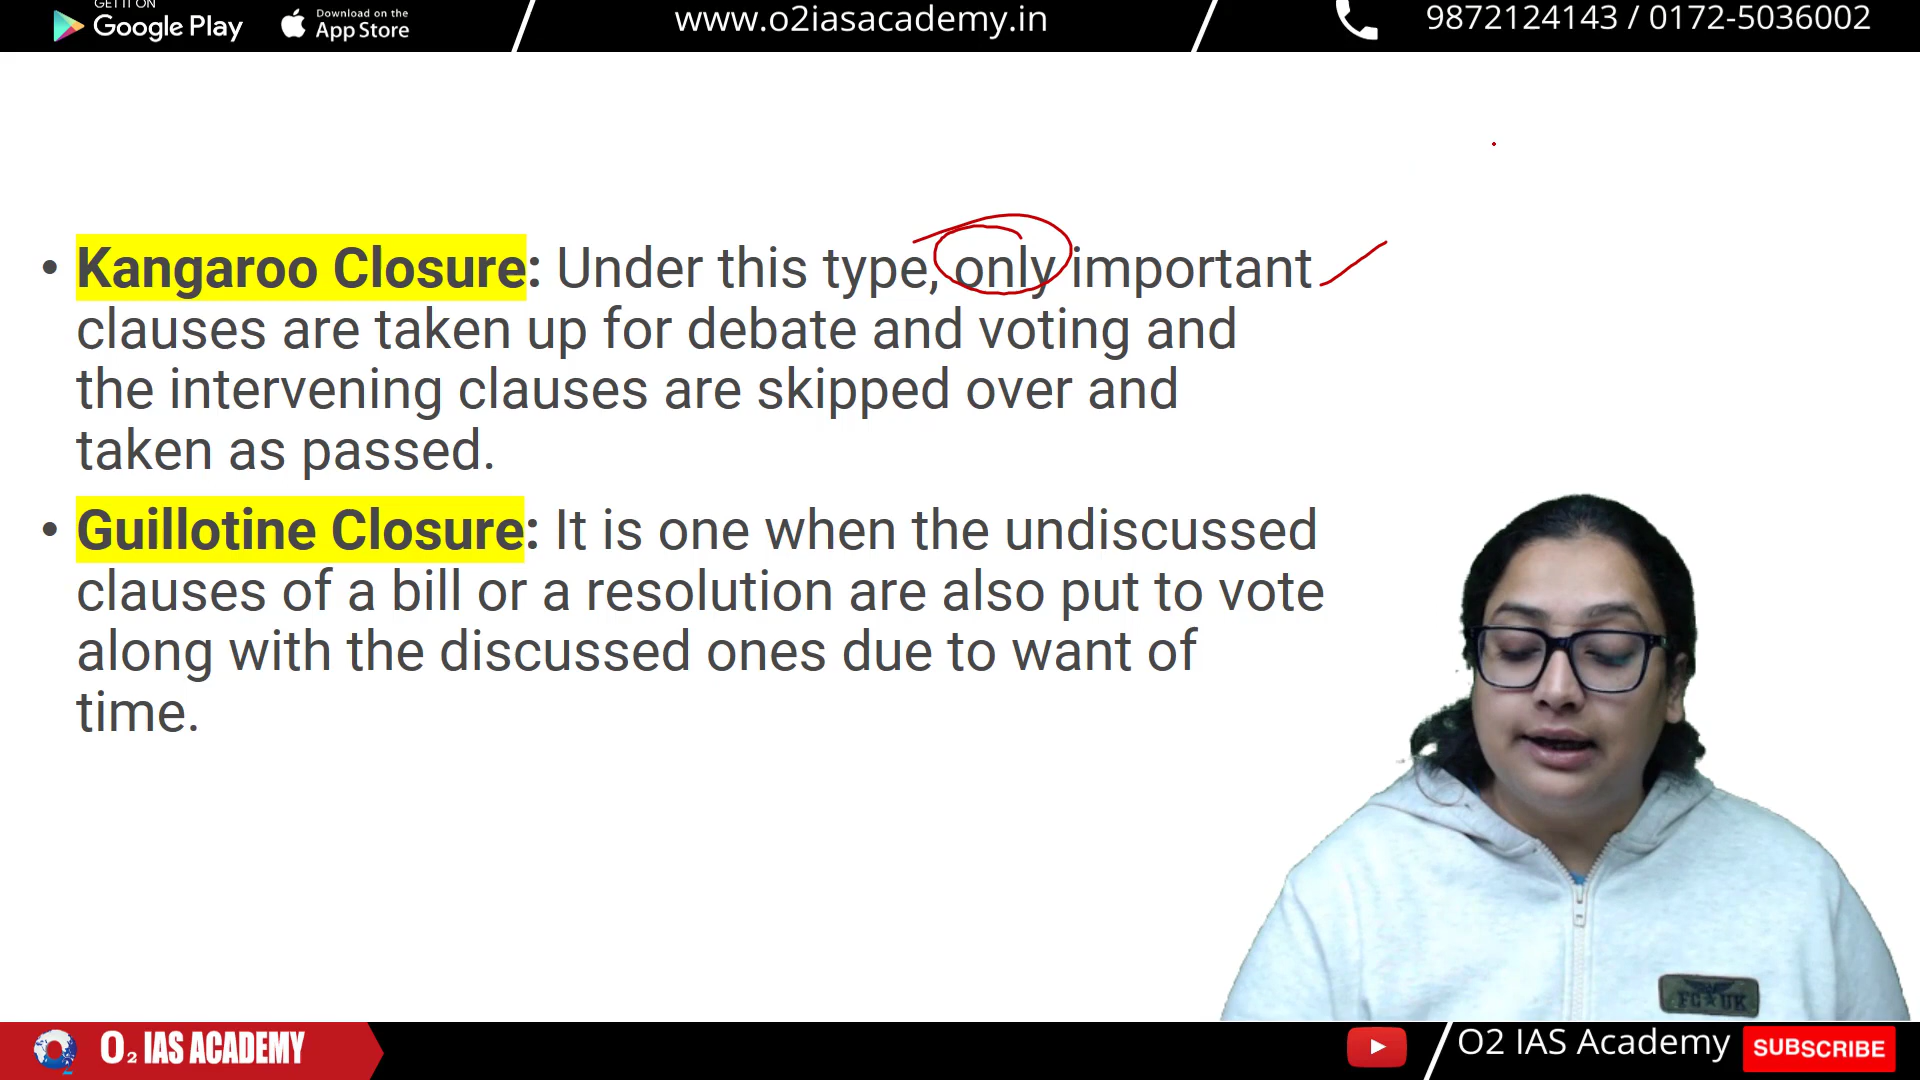 GET IT ON
Google Play
Download on the
App Store
www.o2iasacademy.in
9872124143 / 0172-5036002
• Kangaroo Closure: Under this type, only important
clauses are taken up for debate and voting and
the intervening clauses are skipped over and
taken as passed.
• Guillotine Closure: It is one when the undiscussed
clauses of a bill or a resolution are also put to vote
along with the discussed ones due to want of
time.
FC★UK
O2 IAS ACADEMY
O2 IAS Academy
SUBSCRIBE